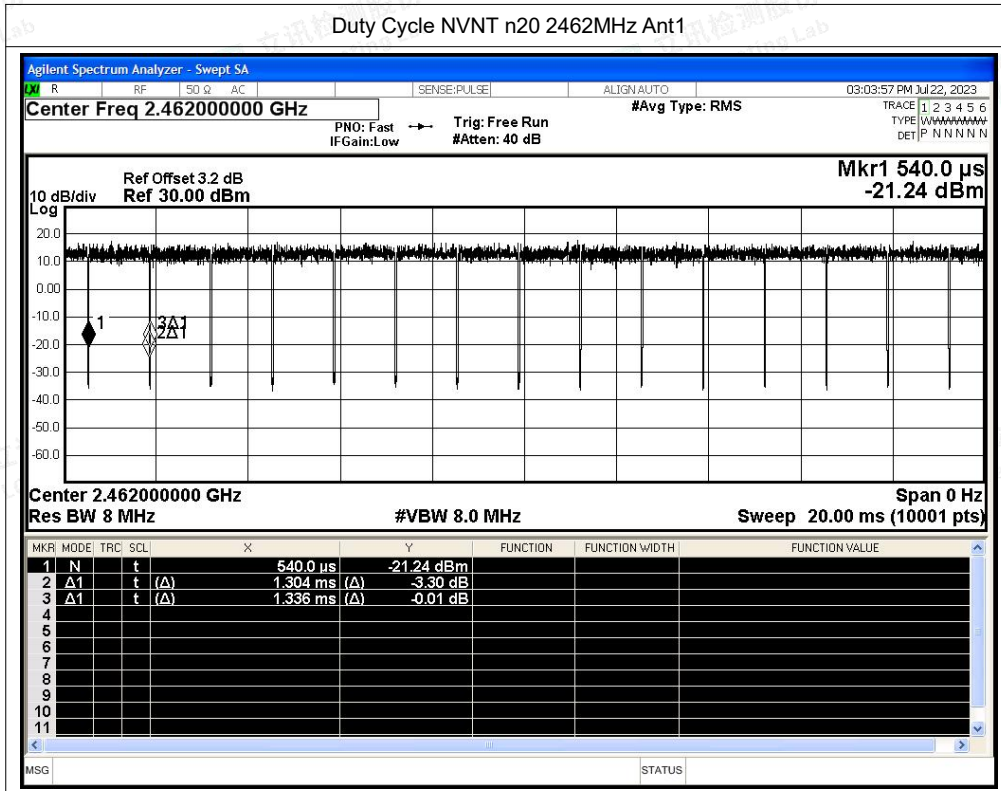 Duty Cycle NVNT n20 2462MHz Ant1
Agilent Spectrum Analyzer - Swept SA
LXI R RF 50 Ω AC SENSE:PULSE ALIGN AUTO 03:03:57 PM Jul 22, 2023
Center Freq 2.462000000 GHz #Avg Type: RMS TRACE 1 2 3 4 5 6
PNO: Fast Trig: Free Run TYPE WWWWWW
IFGain:Low #Atten: 40 dB DET P N N N N N
Mkr1 540.0 µs
Ref Offset 3.2 dB
10 dB/div Ref 30.00 dBm -21.24 dBm
Log
20.0
10.0
0.00
-10.0
1 3Δ1
2Δ1
-20.0
-30.0
-40.0
-50.0
-60.0
Center 2.462000000 GHz Span 0 Hz
Res BW 8 MHz #VBW 8.0 MHz Sweep 20.00 ms (10001 pts)
MKR MODE TRC SCL X Y FUNCTION FUNCTION WIDTH FUNCTION VALUE
1 N t 540.0 µs -21.24 dBm
2 Δ1 t (Δ) 1.304 ms (Δ) -3.30 dB
3 Δ1 t (Δ) 1.336 ms (Δ) -0.01 dB
4
5
6
7
8
9
10
11
MSG STATUS